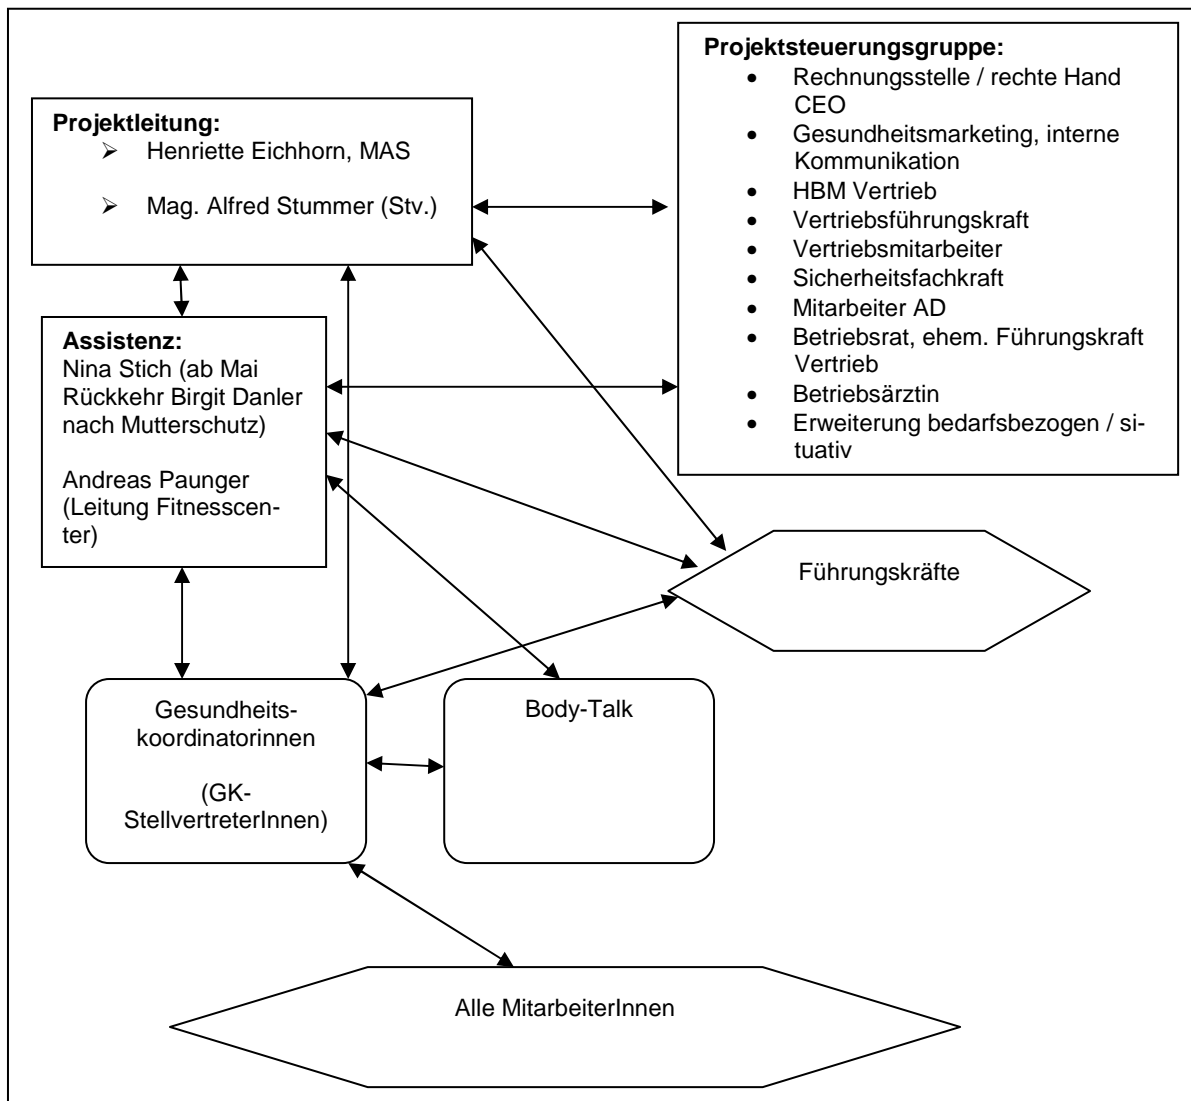 Projektleitung:
➢ Henriette Eichhorn, MAS
➢ Mag. Alfred Stummer (Stv.)
Projektsteuerungsgruppe:
• Rechnungsstelle / rechte Hand
CEO
• Gesundheitsmarketing, interne
Kommunikation
• HBM Vertrieb
• Vertriebsführungskraft
• Vertriebsmitarbeiter
• Sicherheitsfachkraft
• Mitarbeiter AD
• Betriebsrat, ehem. Führungskraft
Vertrieb
• Betriebsärztin
• Erweiterung bedarfsbezogen / si-
tuativ
Assistenz:
Nina Stich (ab Mai
Rückkehr Birgit Danler
nach Mutterschutz)
Andreas Paunger
(Leitung Fitnesscen-
ter)
Führungskräfte
Gesundheits-
koordinatorinnen
(GK-
StellvertreterInnen)
Body-Talk
Alle MitarbeiterInnen